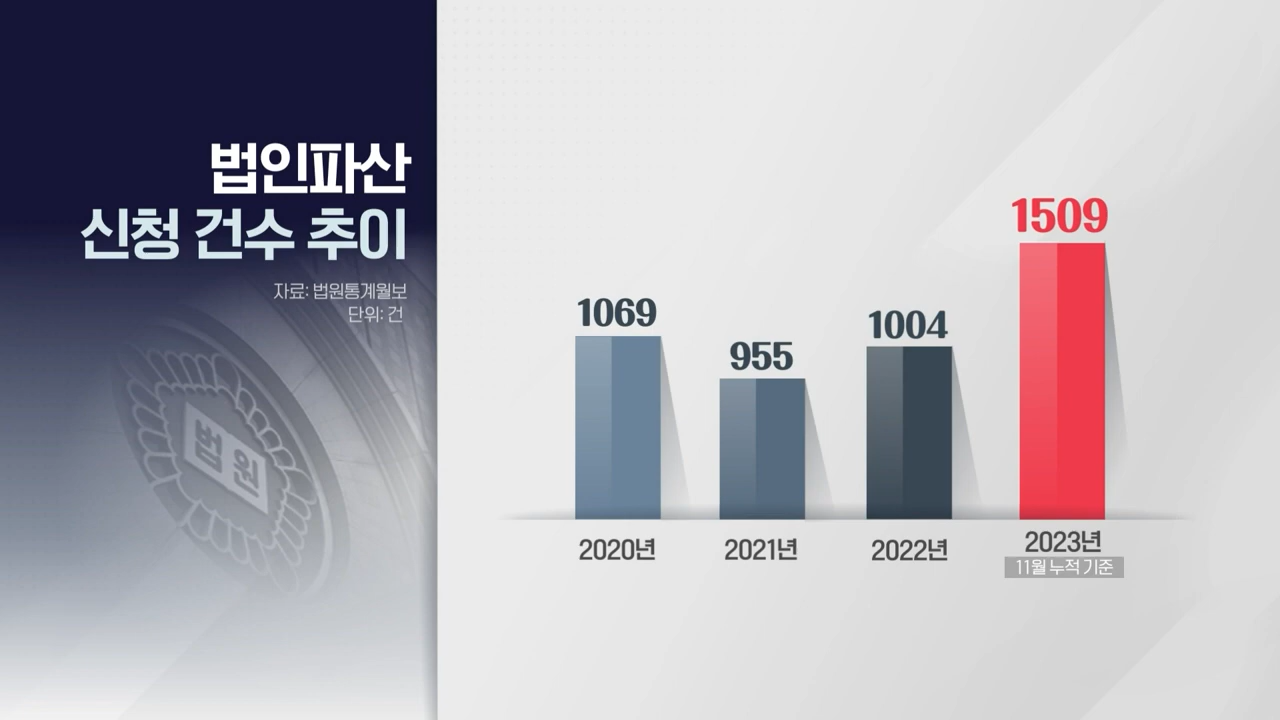 법인파산
신청 건수 추이
자료: 법원통계월보
단위: 건
법원
1069
955
1004
1509
2020년
2021년
2022년
2023년
11월 누적 기준